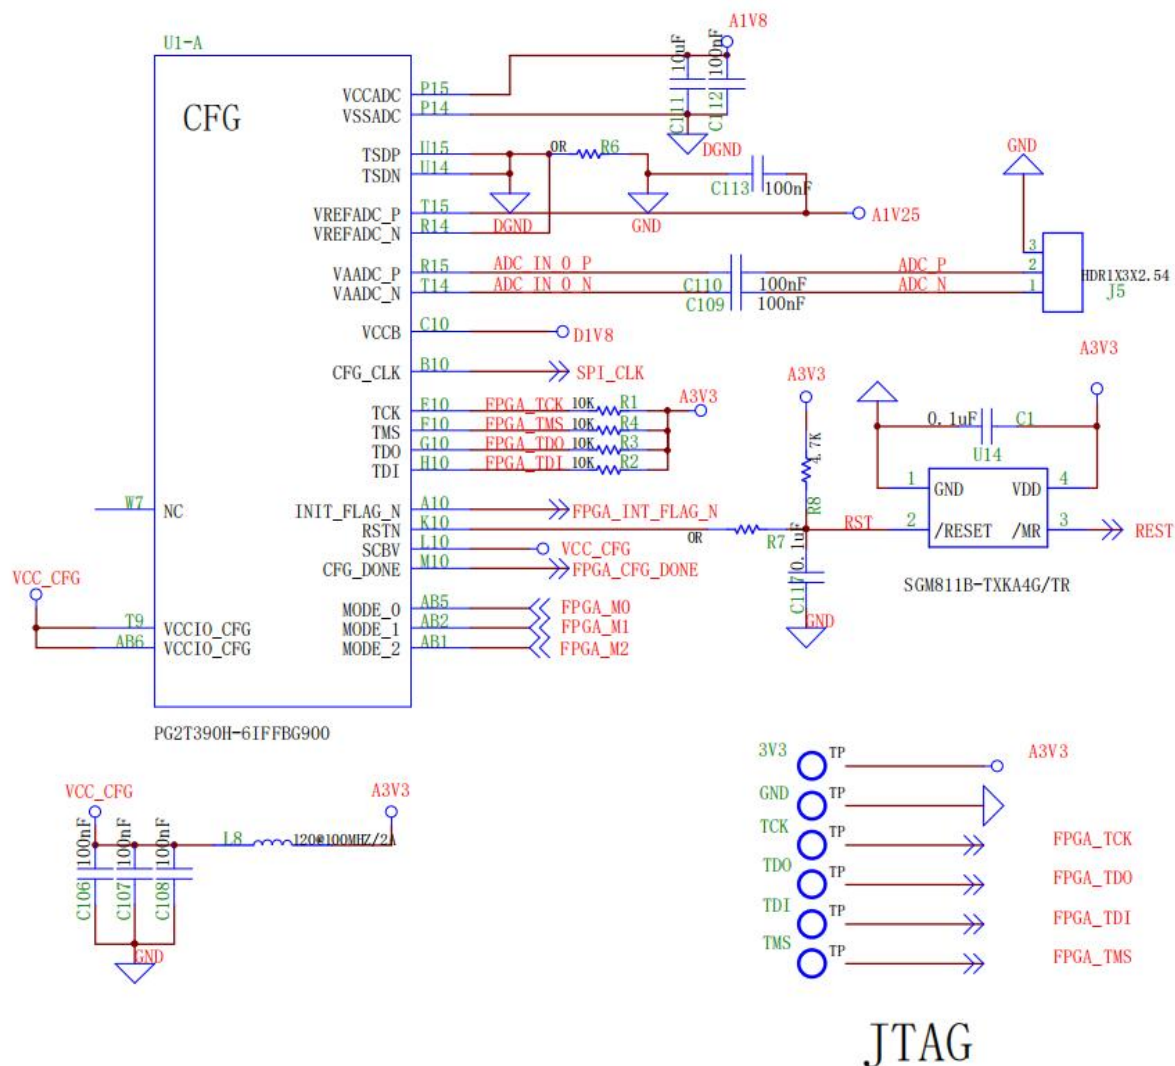 U1-A
CFG
VCCADC P15
VSSADC P14
TSDP U15
TSDN U14
VREFADC_P T15
VREFADC_N R14
VAADC_P R15
VAADC_N T14
VCCB C10
CFG_CLK B10
TCK E10
TMS F10
TDO G10
TDI H10
INIT_FLAG_N A10
RSTN K10
SCBV L10
CFG_DONE M10
MODE_0 AB5
MODE_1 AB2
MODE_2 AB1
W7 NC
VCC_CFG
T9 VCCIO_CFG
AB6 VCCIO_CFG
PG2T390H-6IFFBG900
A1V8
10uF
C111
100nF
C112
DGND
0R R6
DGND
GND
C113 100nF
A1V25
ADC_IN_0_P
ADC_IN_0_N
C110 100nF
C109 100nF
ADC_P
ADC_N
GND
3
2
1
HDR1X3X2.54
J5
D1V8
SPI_CLK
FPGA_TCK 10K R1
FPGA_TMS 10K R4
FPGA_TDO 10K R3
FPGA_TDI 10K R2
A3V3
FPGA_INT_FLAG_N
VCC_CFG
FPGA_CFG_DONE
FPGA_M0
FPGA_M1
FPGA_M2
0R R7
A3V3
4.7K
R8
0.1uF
C117
GND
RST
A3V3
0.1uF C1
U14
1 GND VDD 4
2 /RESET /MR 3
REST
SGM811B-TXKA4G/TR
VCC_CFG
A3V3
100nF
100nF
100nF
C106
C107
C108
L8 120@100MHZ/2A
GND
3V3 TP A3V3
GND TP
TCK TP FPGA_TCK
TDO TP FPGA_TDO
TDI TP FPGA_TDI
TMS TP FPGA_TMS
JTAG